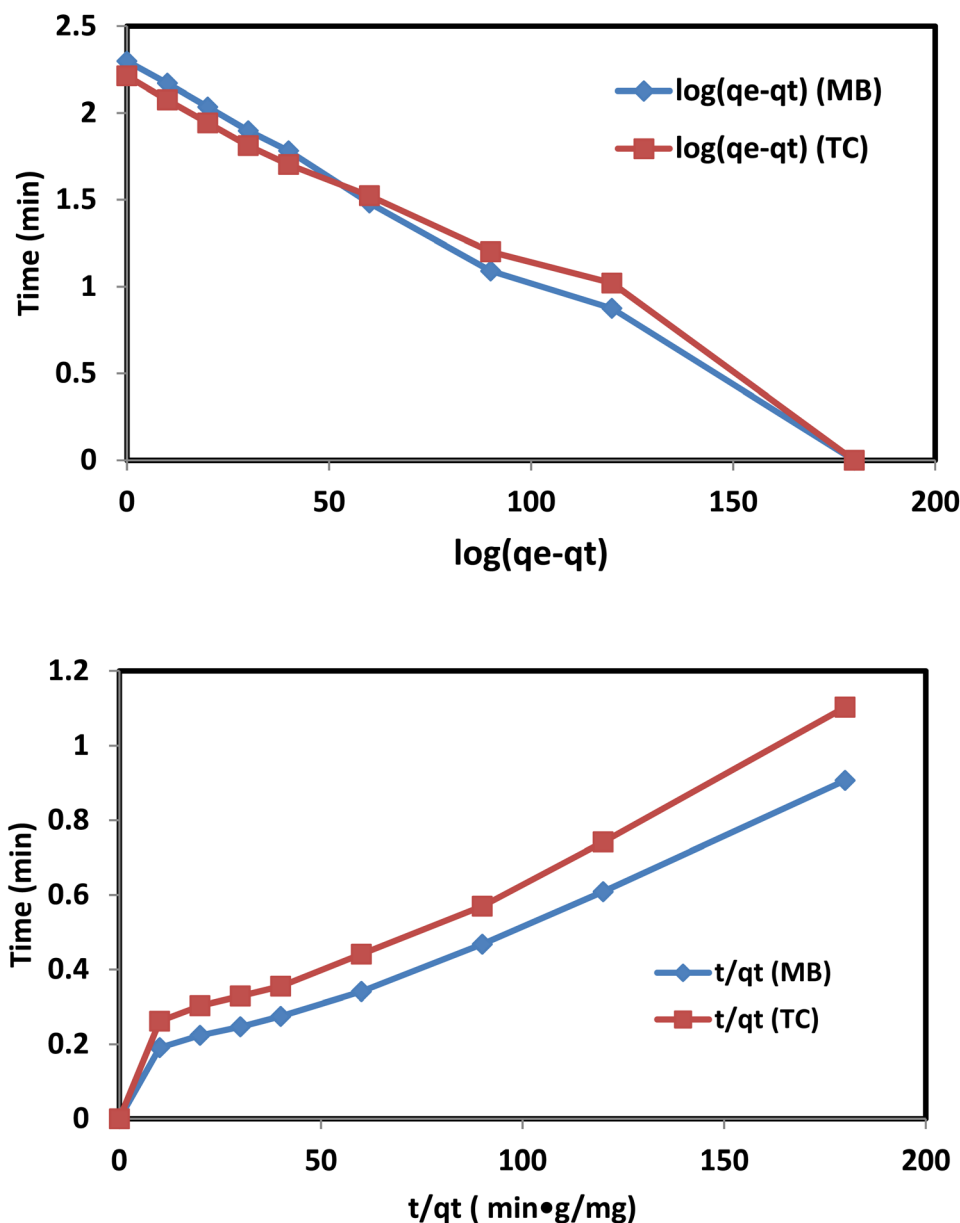 2.5
2
1.5
1
0.5
0
Time (min)
log(qe-qt) (MB)
log(qe-qt) (TC)
0 50 100 150 200
log(qe-qt)
1.2
1
0.8
0.6
0.4
0.2
0
Time (min)
t/qt (MB)
t/qt (TC)
0 50 100 150 200
t/qt ( min●g/mg)